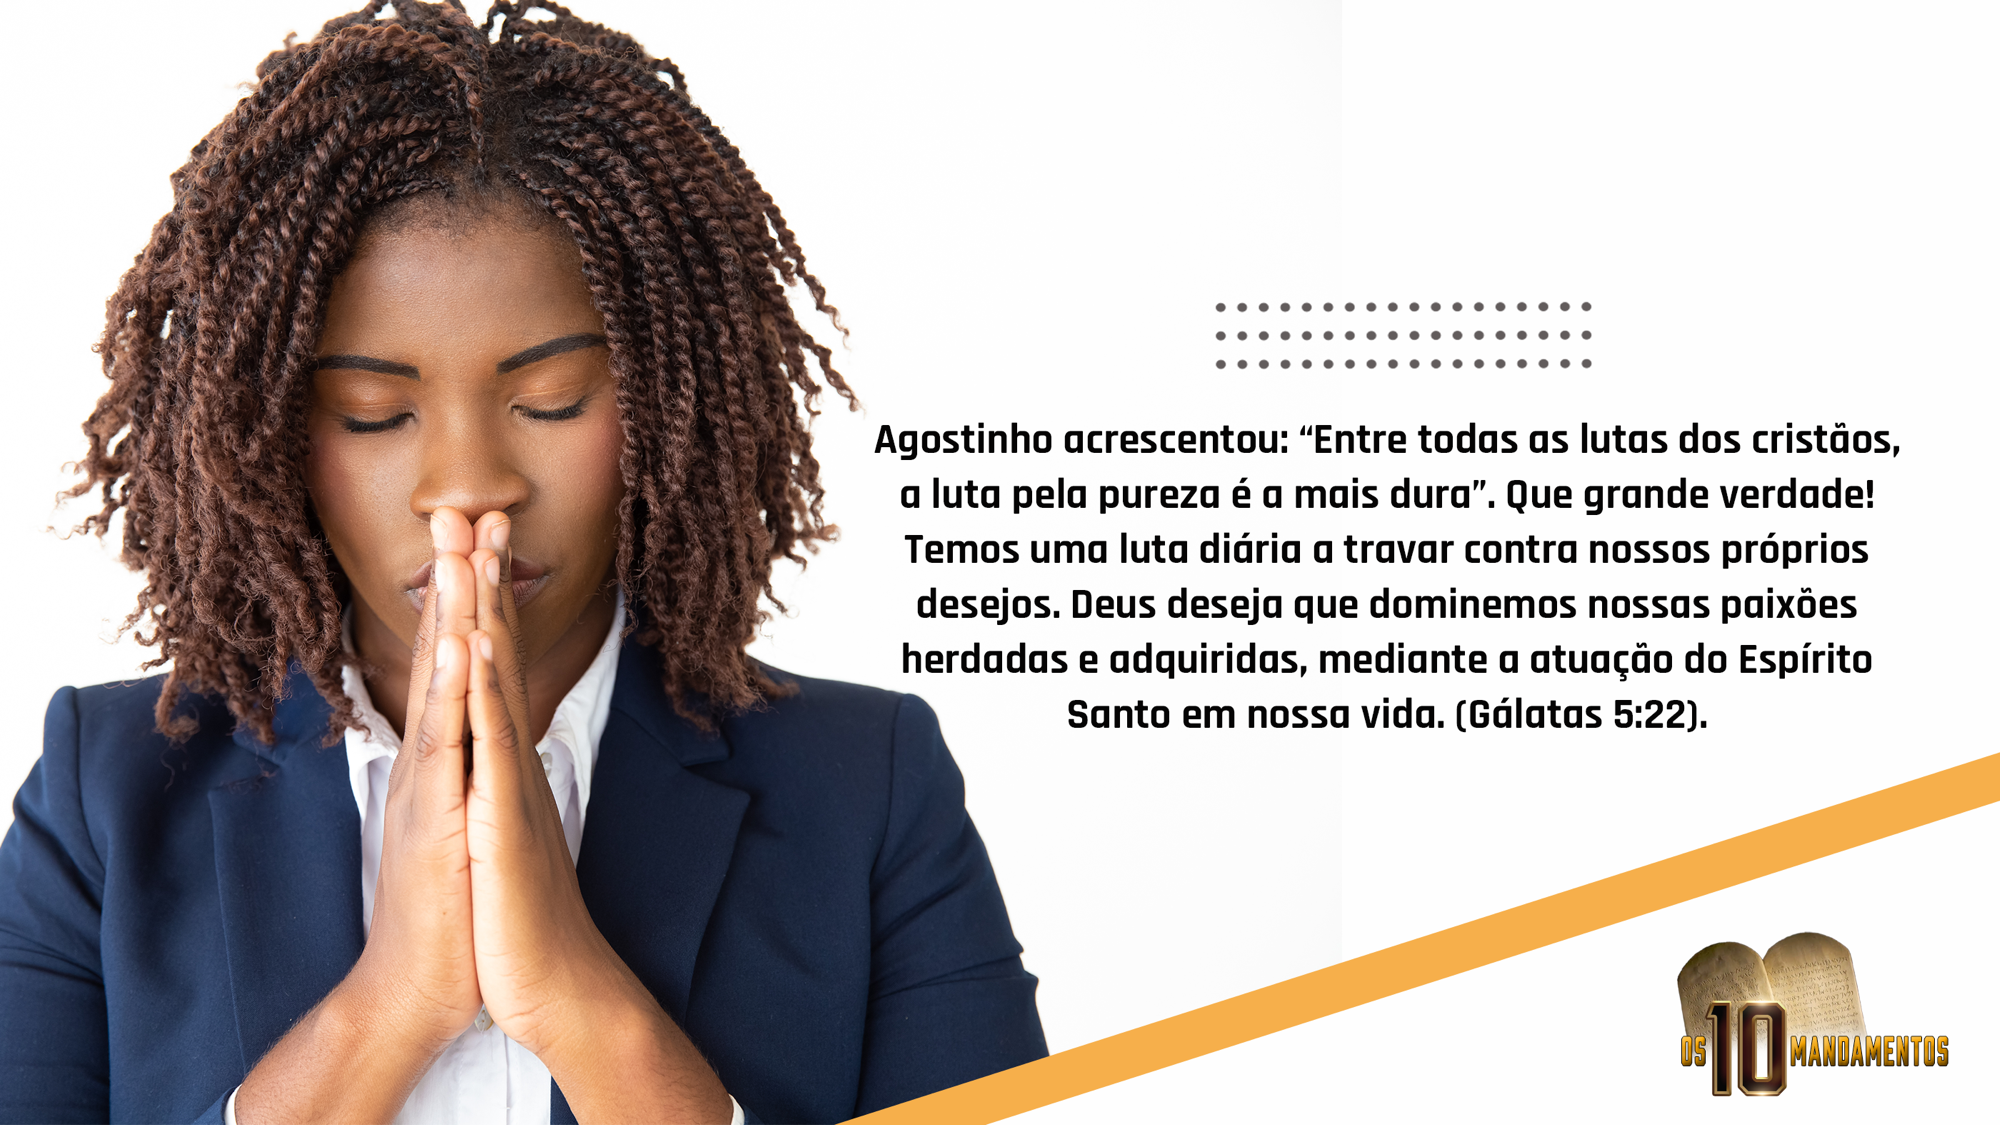 Agostinho acrescentou: “Entre todas as lutas dos cristãos,
a luta pela pureza é a mais dura”. Que grande verdade!
Temos uma luta diária a travar contra nossos próprios
desejos. Deus deseja que dominemos nossas paixões
herdadas e adquiridas, mediante a atuação do Espírito
Santo em nossa vida. (Gálatas 5:22).
OS 10 MANDAMENTOS